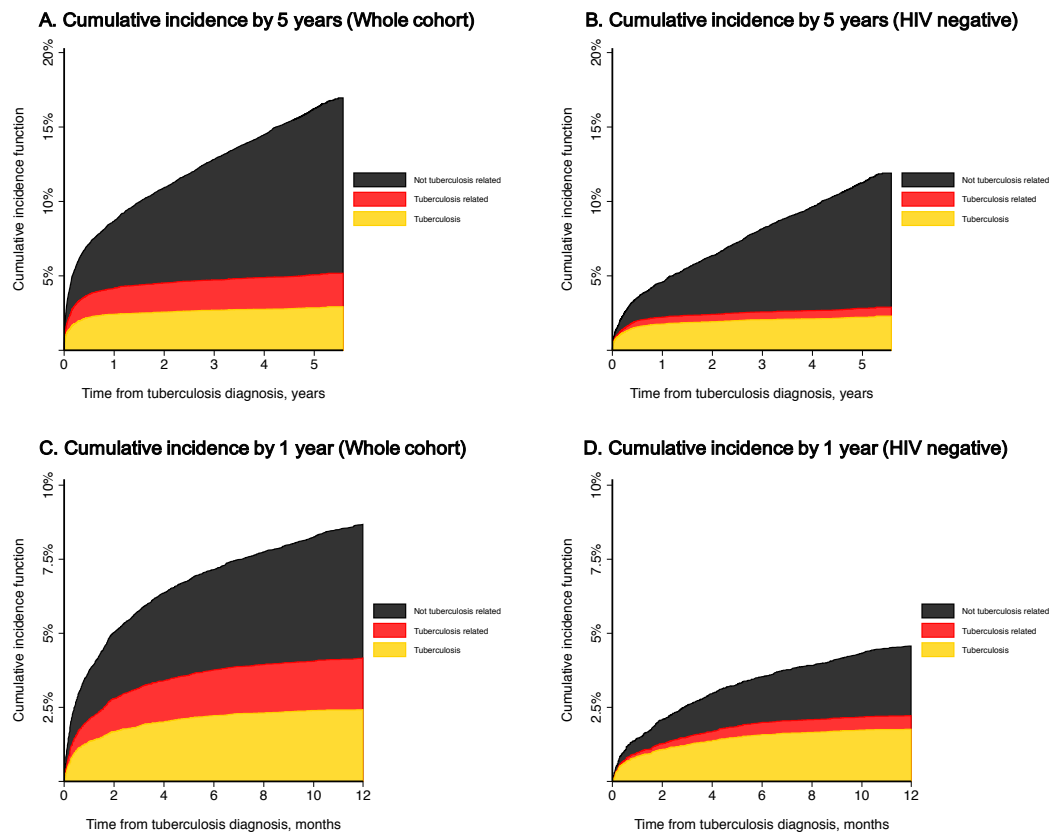 A. Cumulative incidence by 5 years (Whole cohort)
20%
15%
10%
5%
Cumulative incidence function
Not tuberculosis related
Tuberculosis related
Tuberculosis
0 1 2 3 4 5
Time from tuberculosis diagnosis, years
B. Cumulative incidence by 5 years (HIV negative)
20%
15%
10%
5%
Cumulative incidence function
Not tuberculosis related
Tuberculosis related
Tuberculosis
0 1 2 3 4 5
Time from tuberculosis diagnosis, years
C. Cumulative incidence by 1 year (Whole cohort)
10%
7.5%
5%
2.5%
Cumulative incidence function
Not tuberculosis related
Tuberculosis related
Tuberculosis
0 2 4 6 8 10 12
Time from tuberculosis diagnosis, months
D. Cumulative incidence by 1 year (HIV negative)
10%
7.5%
5%
2.5%
Cumulative incidence function
Not tuberculosis related
Tuberculosis related
Tuberculosis
0 2 4 6 8 10 12
Time from tuberculosis diagnosis, months